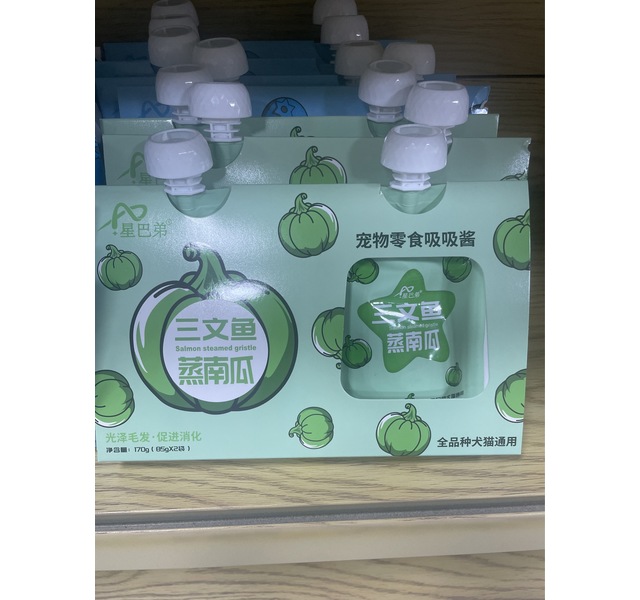 星巴弟
宠物零食吸吸酱
三文鱼
Salmon steamed gristle
蒸南瓜
星巴弟
三文鱼
蒸南瓜
光泽毛发·促进消化
净含量：170g（85gX2袋）
全品种犬猫通用